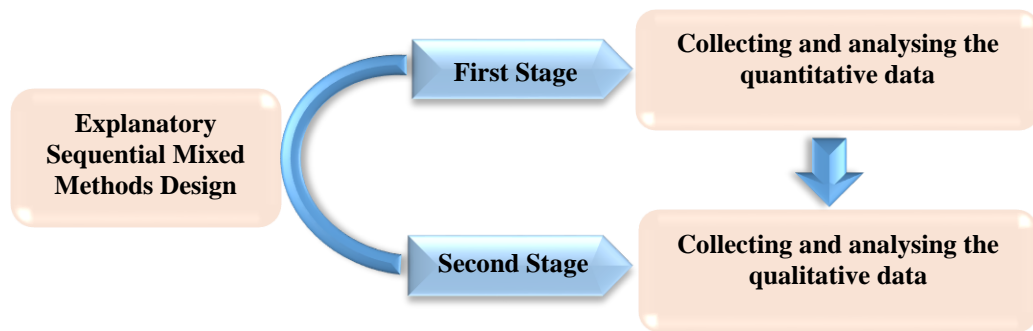 Explanatory
Sequential Mixed
Methods Design
First Stage
Collecting and analysing the
quantitative data
Second Stage
Collecting and analysing the
qualitative data